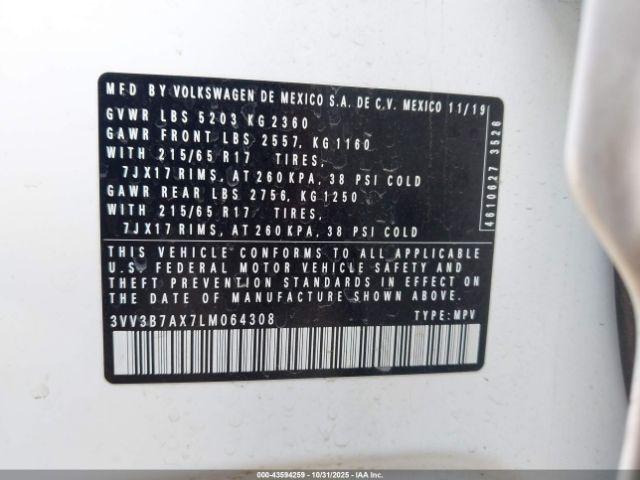 MFD BY VOLKSWAGEN DE MEXICO S.A. DE C.V. MEXICO 11/19
GVWR LBS 5203 KG 2360
GAWR FRONT LBS 2557, KG 1160
WITH 215/65 R17 TIRES,
7JX17 RIMS, AT 260 KPA, 38 PSI COLD
GAWR REAR LBS 2756, KG 1250
WITH 215/65 R17 TIRES,
7JX17 RIMS, AT 260 KPA, 38 PSI COLD
4610627 3526
THIS VEHICLE CONFORMS TO ALL APPLICABLE
U.S. FEDERAL MOTOR VEHICLE SAFETY AND
THEFT PREVENTION STANDARDS IN EFFECT ON
THE DATE OF MANUFACTURE SHOWN ABOVE.
3VV3B7AX7LM064308 TYPE: MPV
000-43594259 | 10/31/2025 | IAAI.com